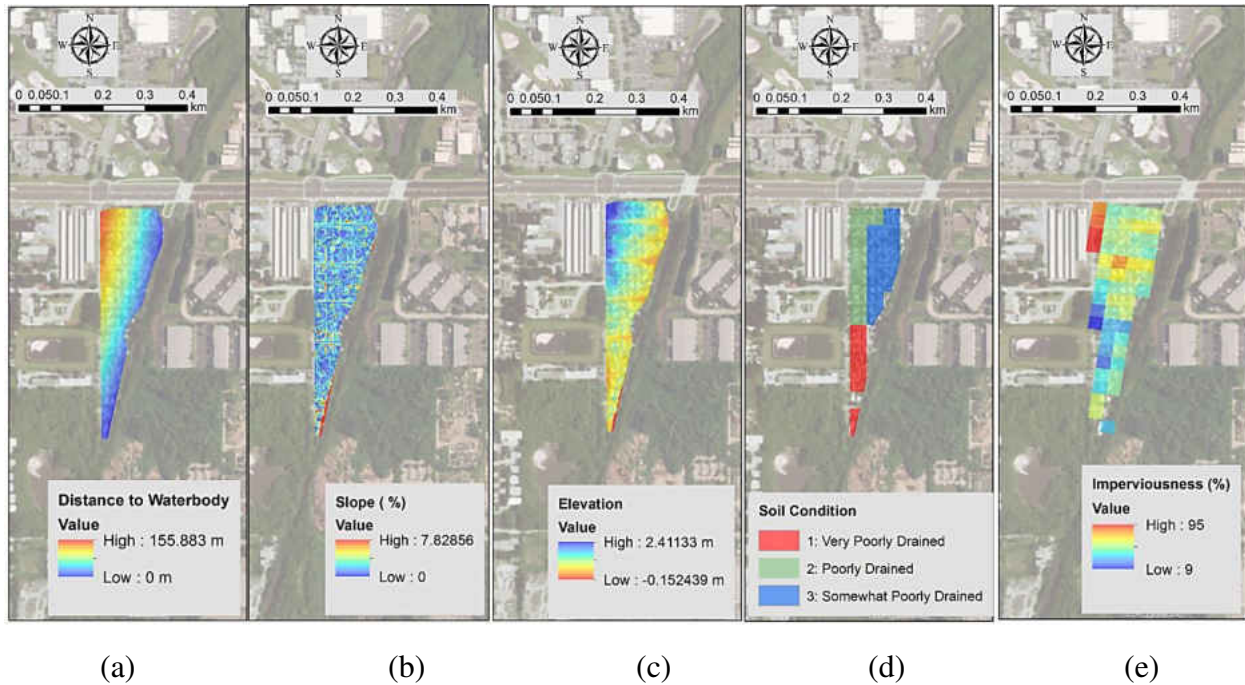 N
W E
S
0 0.050.1 0.2 0.3 0.4
km
Distance to Waterbody
Value
High : 155.883 m
Low : 0 m
(a)
N
W E
S
0 0.050.1 0.2 0.3 0.4
km
Slope ( %)
Value
High : 7.82856
Low : 0
(b)
N
W E
S
0 0.050.1 0.2 0.3 0.4
km
Elevation
Value
High : 2.41133 m
Low : -0.152439 m
(c)
N
W E
S
0 0.050.1 0.2 0.3 0.4
km
Soil Condition
1: Very Poorly Drained
2: Poorly Drained
3: Somewhat Poorly Drained
(d)
N
W E
S
0 0.050.1 0.2 0.3 0.4
km
Imperviousness (%)
Value
High : 95
Low : 9
(e)